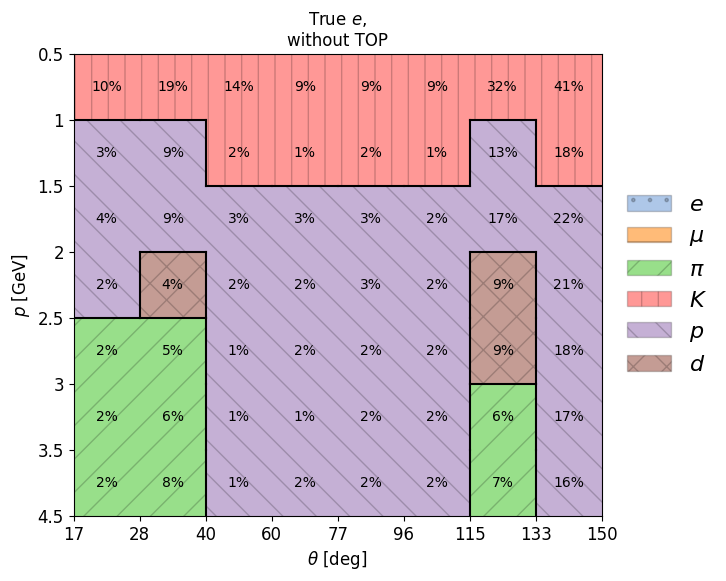 True e,
without TOP
0.5
10% 19% 14% 9% 9% 9% 32% 41%
1
3% 9% 2% 1% 2% 1% 13% 18%
1.5
4% 9% 3% 3% 3% 2% 17% 22%
2
2% 4% 2% 2% 3% 2% 9% 21%
2.5
2% 5% 1% 2% 2% 2% 9% 18%
3
2% 6% 1% 1% 2% 2% 6% 17%
3.5
2% 8% 1% 2% 2% 2% 7% 16%
4.5
p [GeV]
17 28 40 60 77 96 115 133 150
θ [deg]
e
μ
π
K
p
d